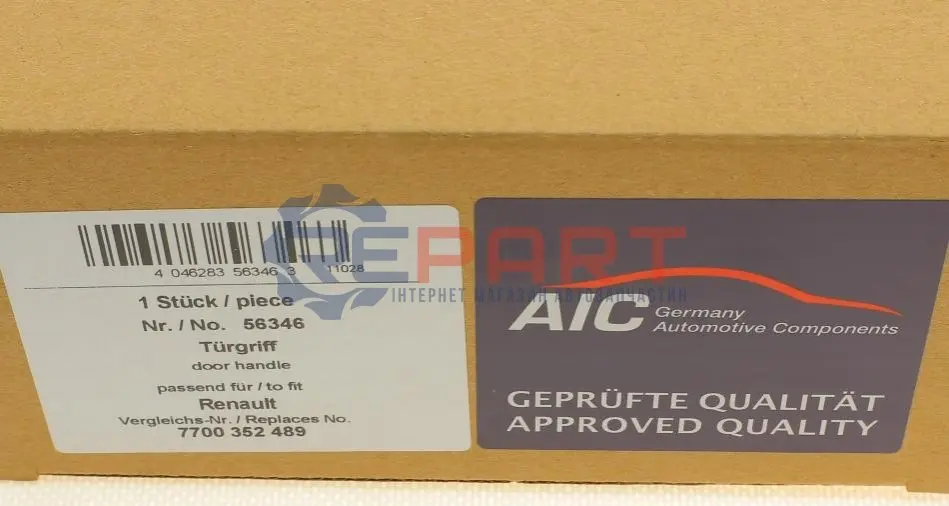 4 046283 56346 3
11028
1 Stück / piece
Nr. / No. 56346
Türgriff
door handle
passend für / to fit
Renault
Vergleichs-Nr. / Replaces No.
7700 352 489
EPART
ІНТЕРНЕТ МАГАЗИН АВТОЗАПЧАСТИН
AIC Germany
Automotive Components
GEPRÜFTE QUALITÄT
APPROVED QUALITY